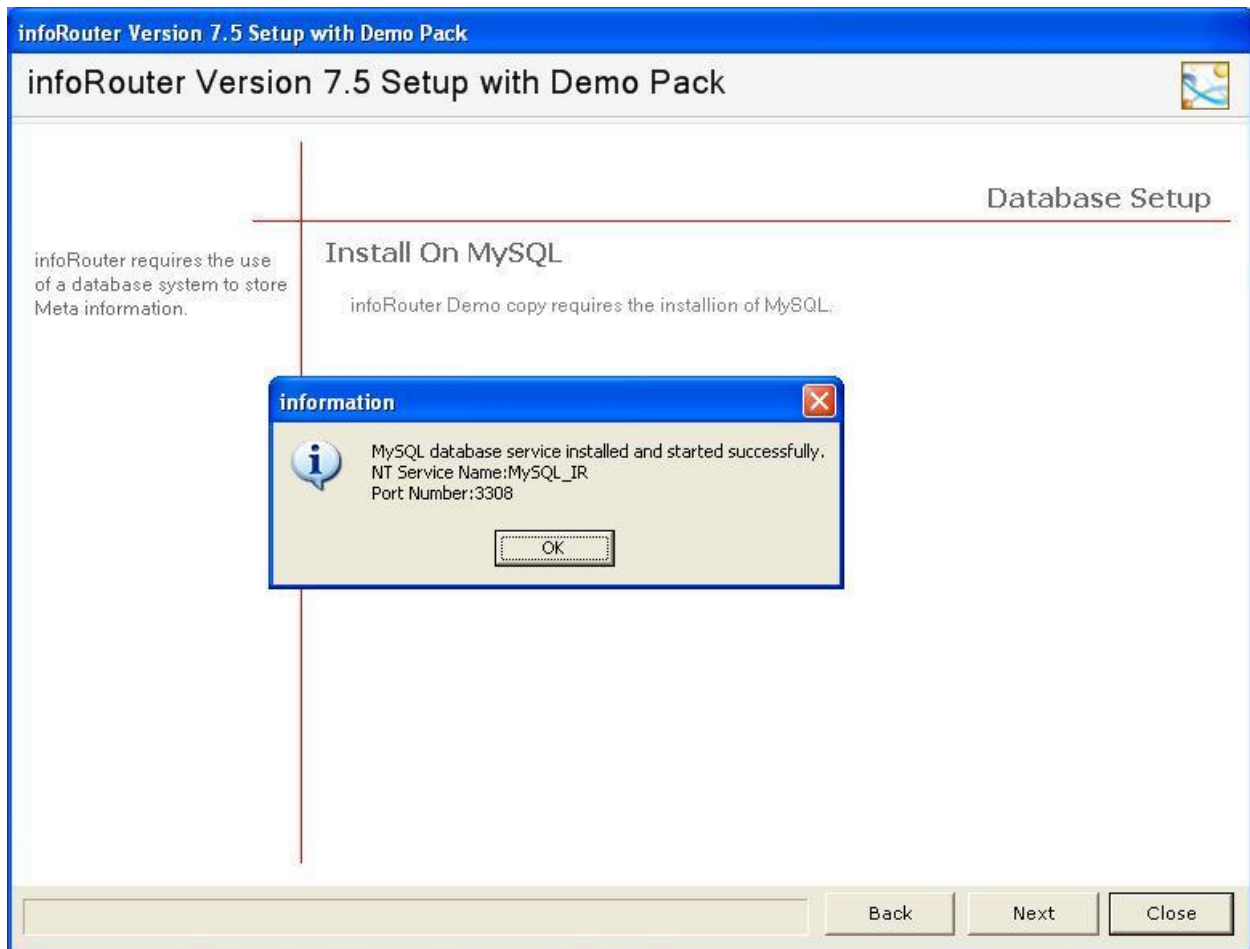 infoRouter Version 7.5 Setup with Demo Pack
infoRouter Version 7.5 Setup with Demo Pack
Database Setup
infoRouter requires the use
of a database system to store
Meta information.
Install On MySQL
infoRouter Demo copy requires the installion of MySQL.
information
MySQL database service installed and started successfully.
NT Service Name:MySQL_IR
Port Number:3308
OK
Back
Next
Close